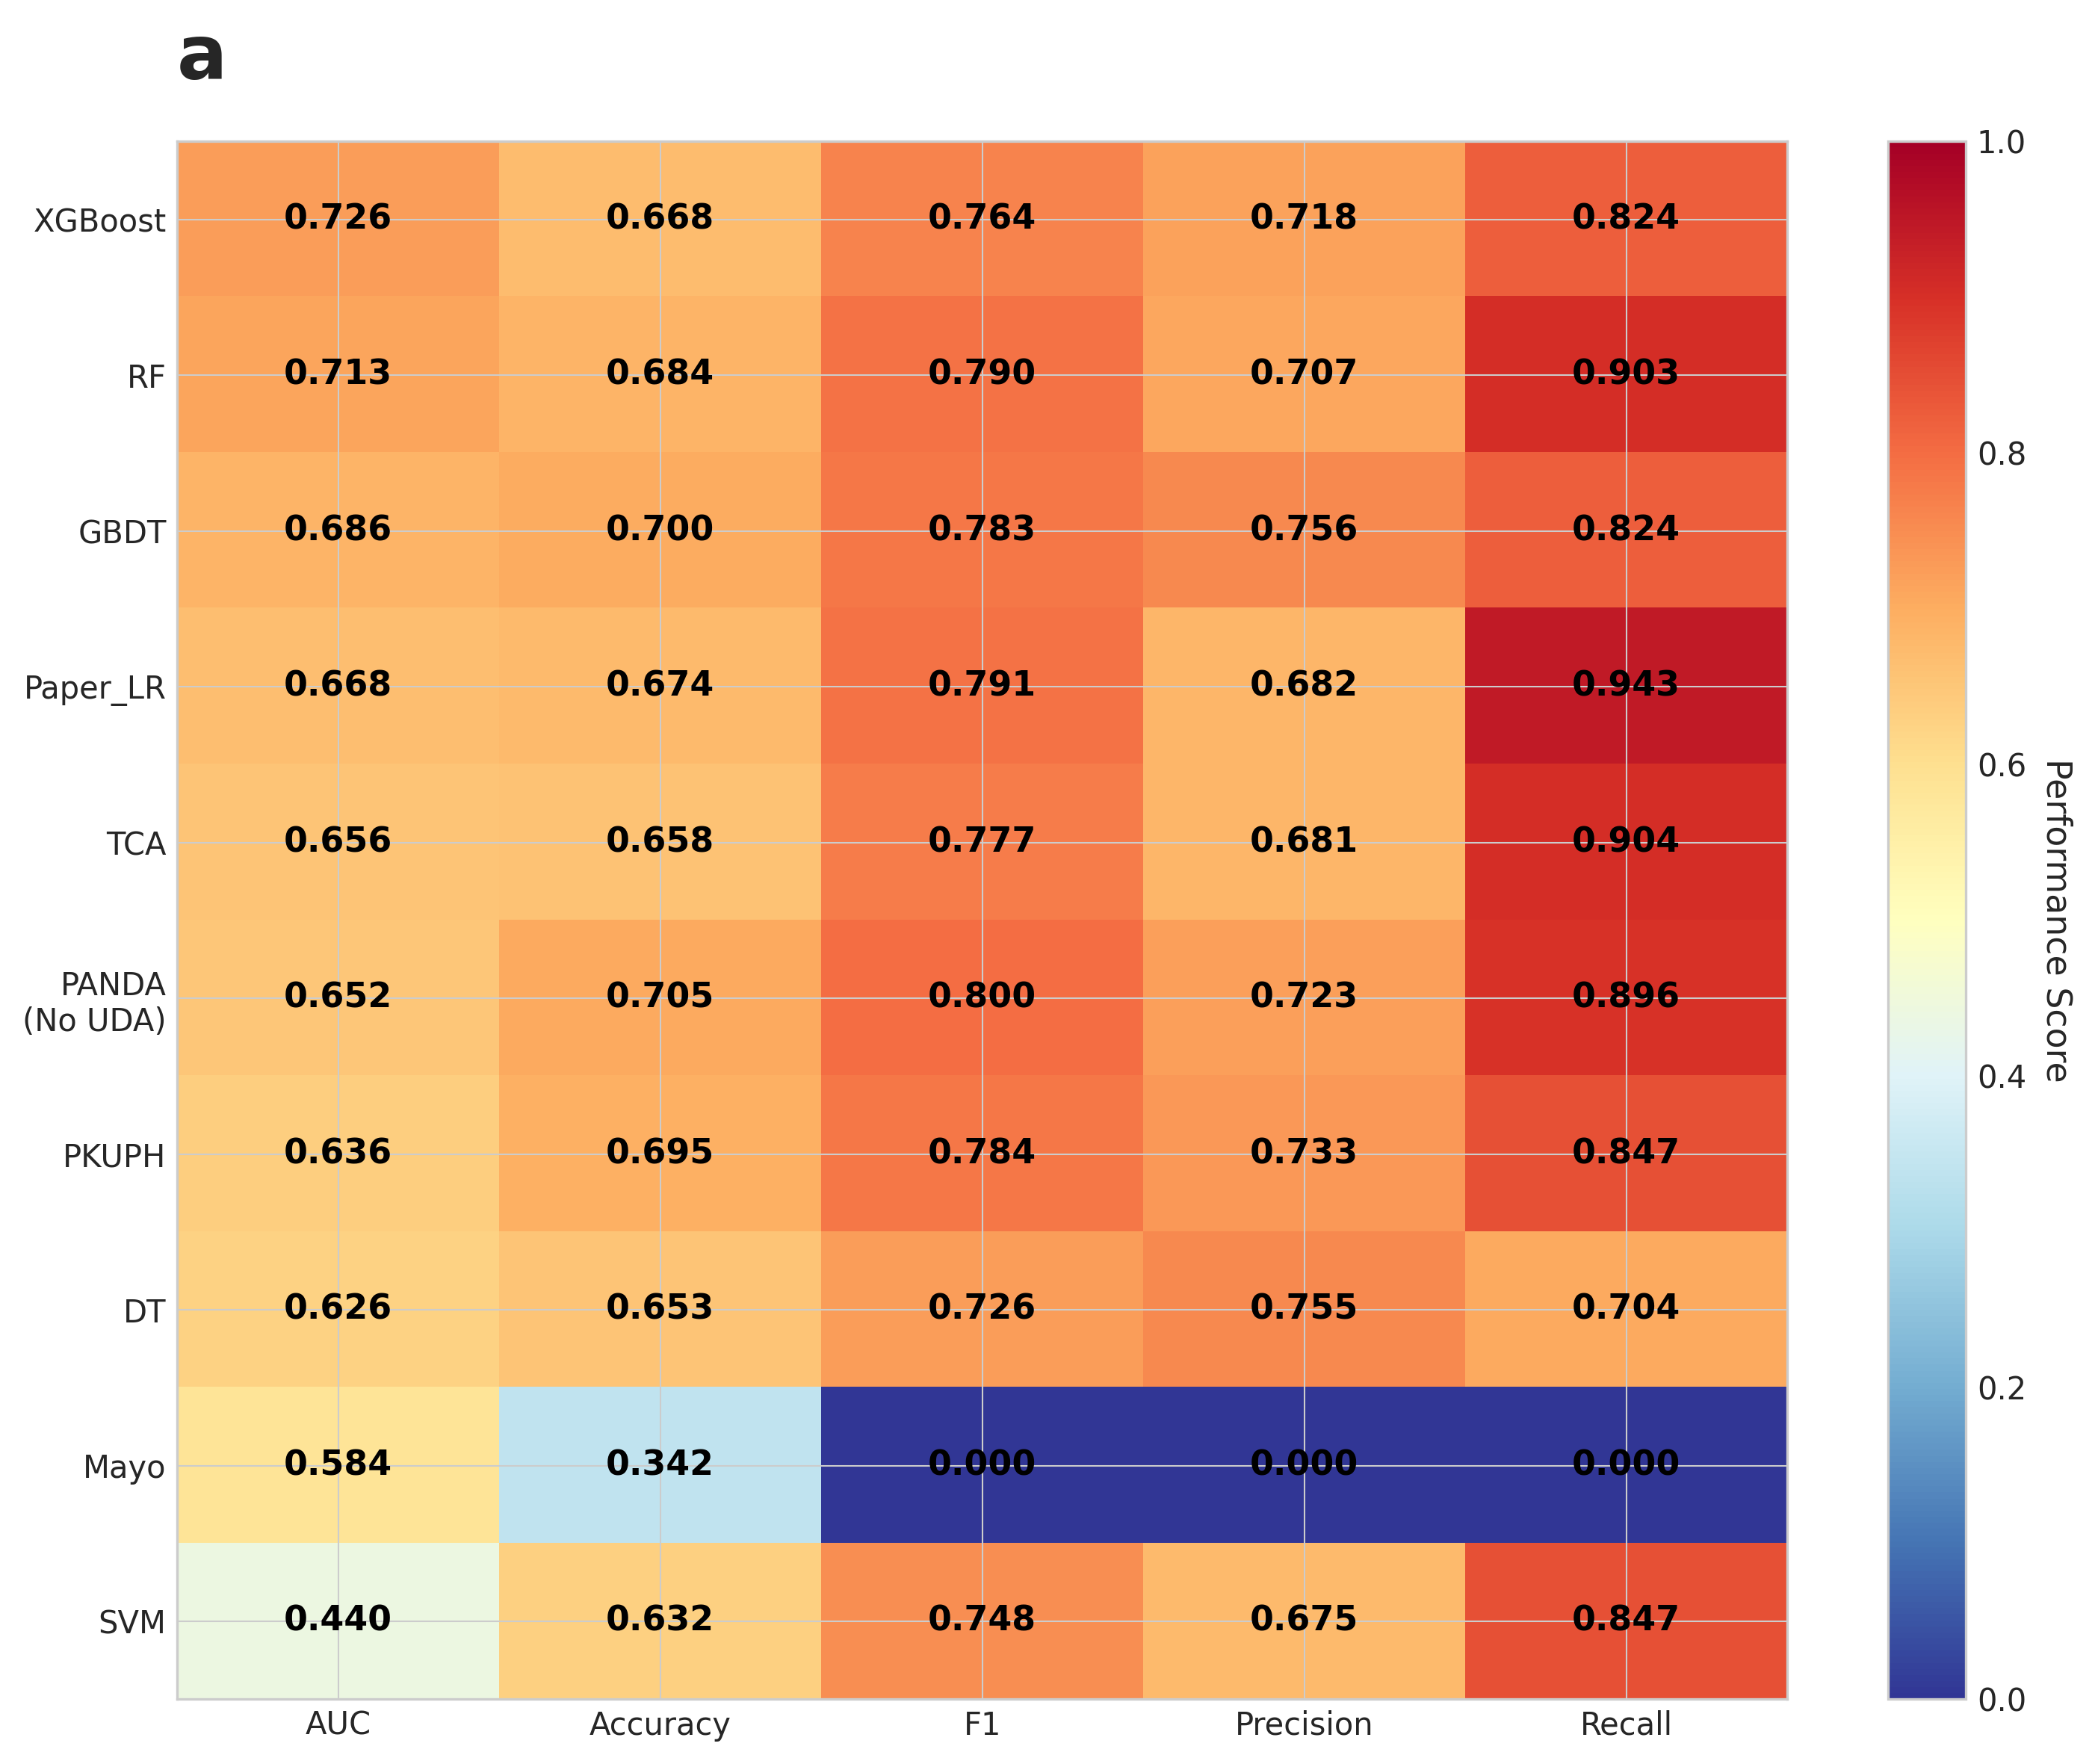 a
XGBoost 0.726 0.668 0.764 0.718 0.824
RF 0.713 0.684 0.790 0.707 0.903
GBDT 0.686 0.700 0.783 0.756 0.824
Paper_LR 0.668 0.674 0.791 0.682 0.943
TCA 0.656 0.658 0.777 0.681 0.904
PANDA
(No UDA) 0.652 0.705 0.800 0.723 0.896
PKUPH 0.636 0.695 0.784 0.733 0.847
DT 0.626 0.653 0.726 0.755 0.704
Mayo 0.584 0.342 0.000 0.000 0.000
SVM 0.440 0.632 0.748 0.675 0.847
AUC Accuracy F1 Precision Recall
1.0
0.8
0.6
0.4
0.2
0.0
Performance Score